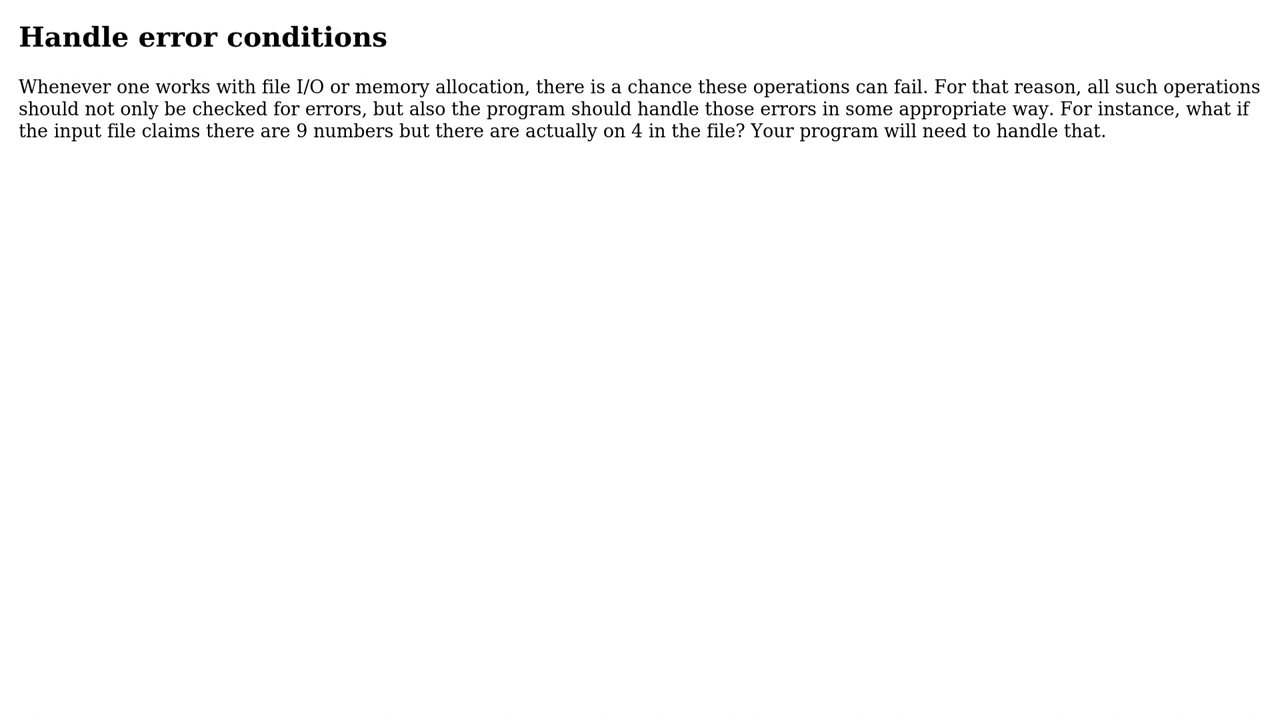 Handle error conditions
Whenever one works with file I/O or memory allocation, there is a chance these operations can fail. For that reason, all such operations
should not only be checked for errors, but also the program should handle those errors in some appropriate way. For instance, what if
the input file claims there are 9 numbers but there are actually on 4 in the file? Your program will need to handle that.